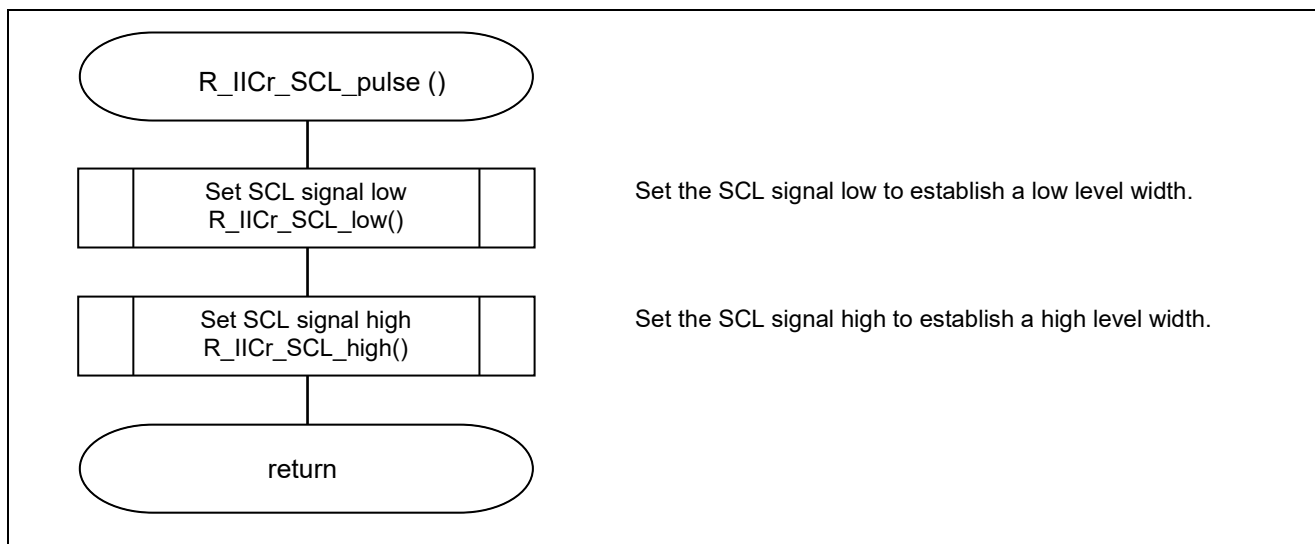 R_IICr_SCL_pulse ()
Set SCL signal low
R_IICr_SCL_low()
Set the SCL signal low to establish a low level width.
Set SCL signal high
R_IICr_SCL_high()
Set the SCL signal high to establish a high level width.
return